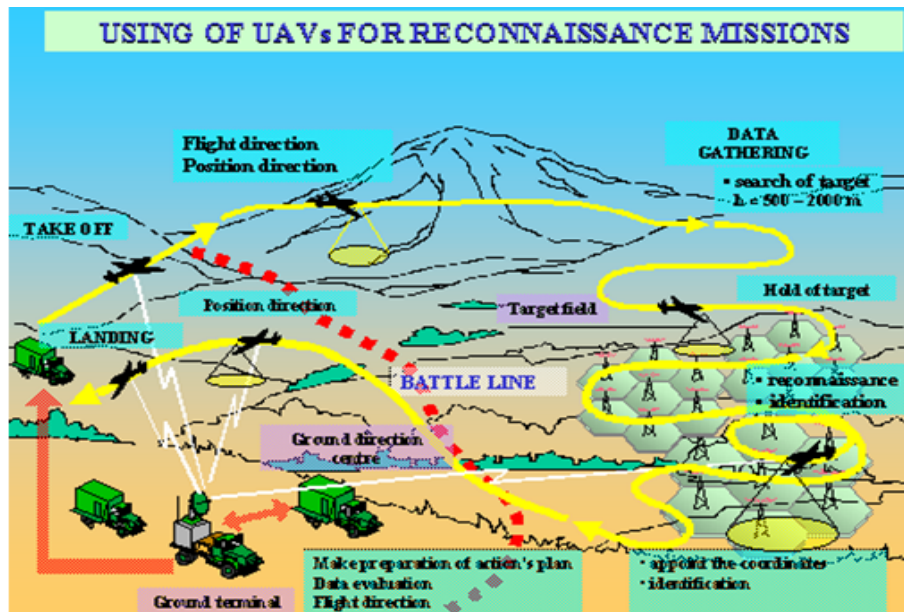 USING OF UAVs FOR RECONNAISSANCE MISSIONS
Flight direction
Position direction
DATA
GATHERING
• search of target
h = 500 – 2000 m
TAKE OFF
Position direction
Target field
Hold of target
LANDING
BATTLE LINE
• reconnaissance
• identification
Ground direction
centre
Make preparation of action's plan
Data evaluation
Flight direction
• appoint the coordinates
• identification
Ground terminal